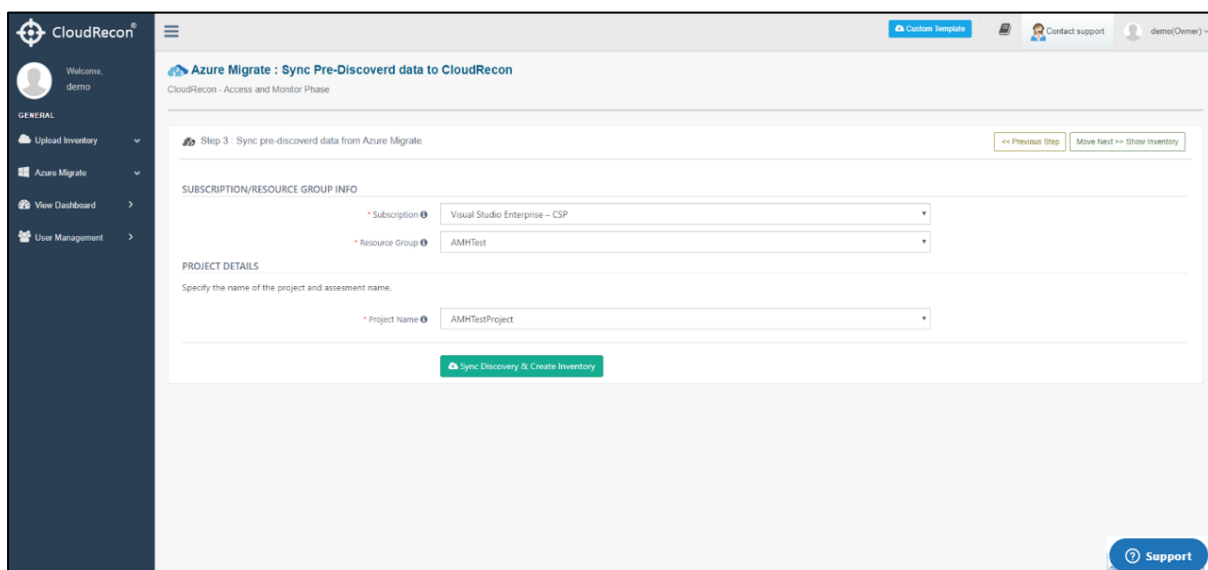 CloudRecon®
Custom Template
Contact support
demo(Owner)
Welcome,
demo
GENERAL
Upload Inventory
Azure Migrate
View Dashboard
User Management
Azure Migrate : Sync Pre-Discoverd data to CloudRecon
CloudRecon - Access and Monitor Phase
Step 3 : Sync pre-discoverd data from Azure Migrate
<< Previous Step
Move Next >> Show Inventory
SUBSCRIPTION/RESOURCE GROUP INFO
* Subscription
Visual Studio Enterprise – CSP
* Resource Group
AMHTest
PROJECT DETAILS
Specify the name of the project and assesment name.
* Project Name
AMHTestProject
Sync Discovery & Create Inventory
Support